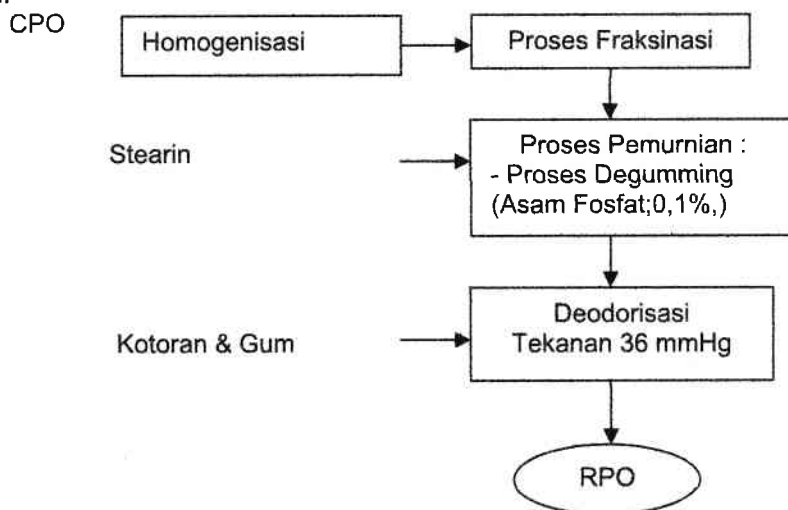 CPO
Homogenisasi
Proses Fraksinasi
Stearin
Proses Pemurnian :
- Proses Degumming
(Asam Fosfat;0,1%,)
Kotoran & Gum
Deodorisasi
Tekanan 36 mmHg
RPO